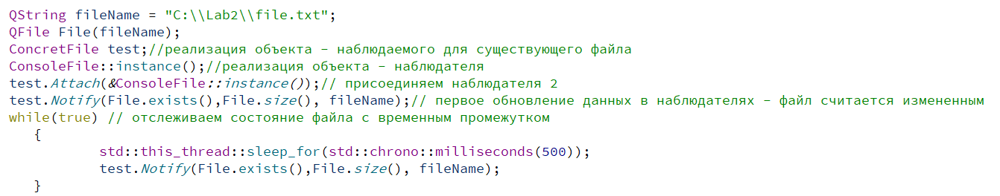 QString fileName = "C:\\Lab2\\file.txt";
QFile File(fileName);
ConcretFile test;//реализация объекта – наблюдаемого для существующего файла
ConsoleFile::instance();//реализация объекта – наблюдателя
test.Attach(&ConsoleFile::instance());// присоединяем наблюдателя 2
test.Notify(File.exists(),File.size(), fileName);// первое обновление данных в наблюдателях – файл считается измененным
while(true) // отслеживаем состояние файла с временным промежутком
{
std::this_thread::sleep_for(std::chrono::milliseconds(500));
test.Notify(File.exists(),File.size(), fileName);
}